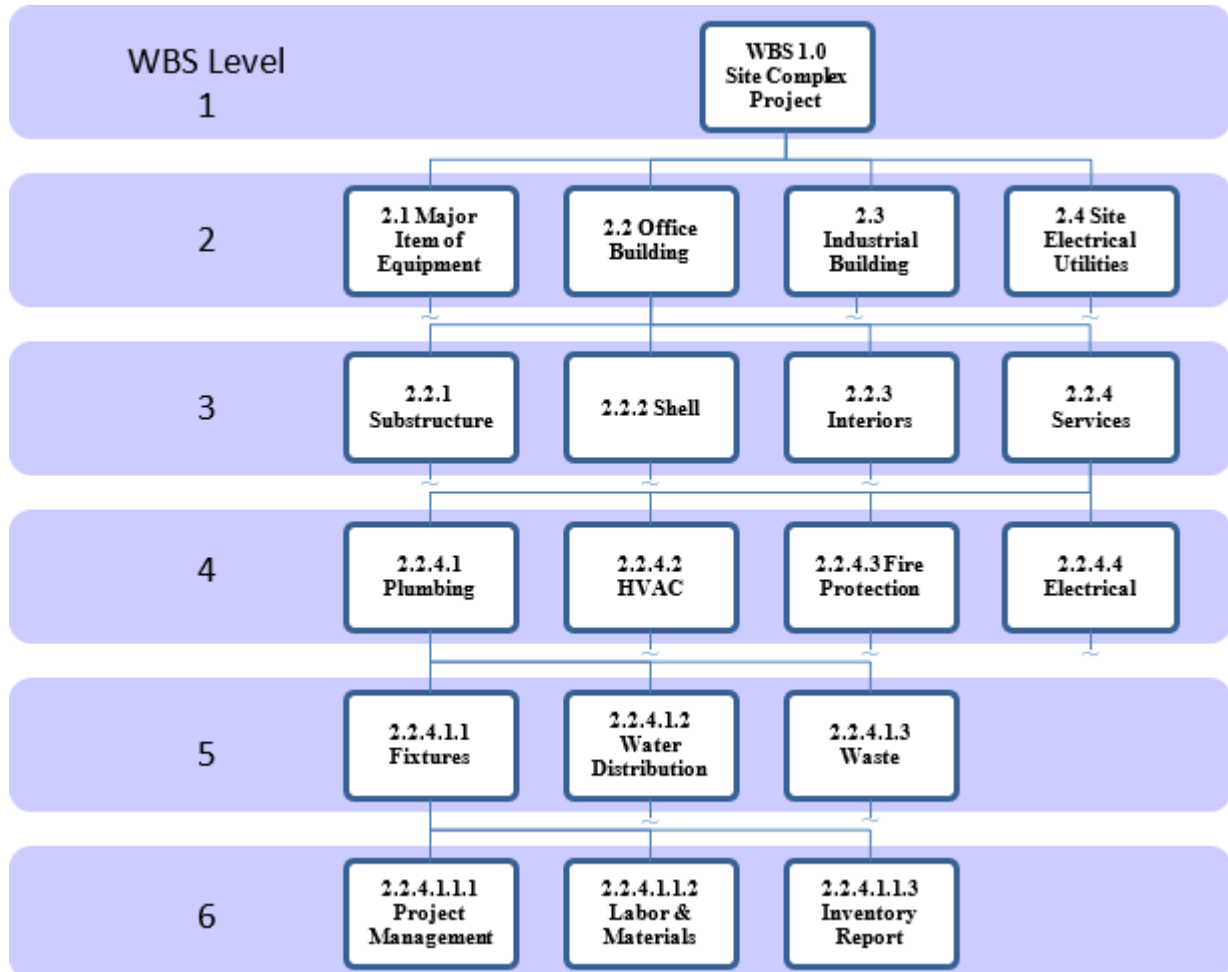 WBS Level
1
WBS 1.0
Site Complex
Project
2
2.1 Major
Item of
Equipment
2.2 Office
Building
2.3
Industrial
Building
2.4 Site
Electrical
Utilities
~
~
~
3
2.2.1
Substructure
2.2.2 Shell
2.2.3
Interiors
2.2.4
Services
~
~
~
4
2.2.4.1
Plumbing
2.2.4.2
HVAC
2.2.4.3 Fire
Protection
2.2.4.4
Electrical
~
~
~
5
2.2.4.1.1
Fixtures
2.2.4.1.2
Water
Distribution
2.2.4.1.3
Waste
~
~
6
2.2.4.1.1.1
Project
Management
2.2.4.1.1.2
Labor &
Materials
2.2.4.1.1.3
Inventory
Report